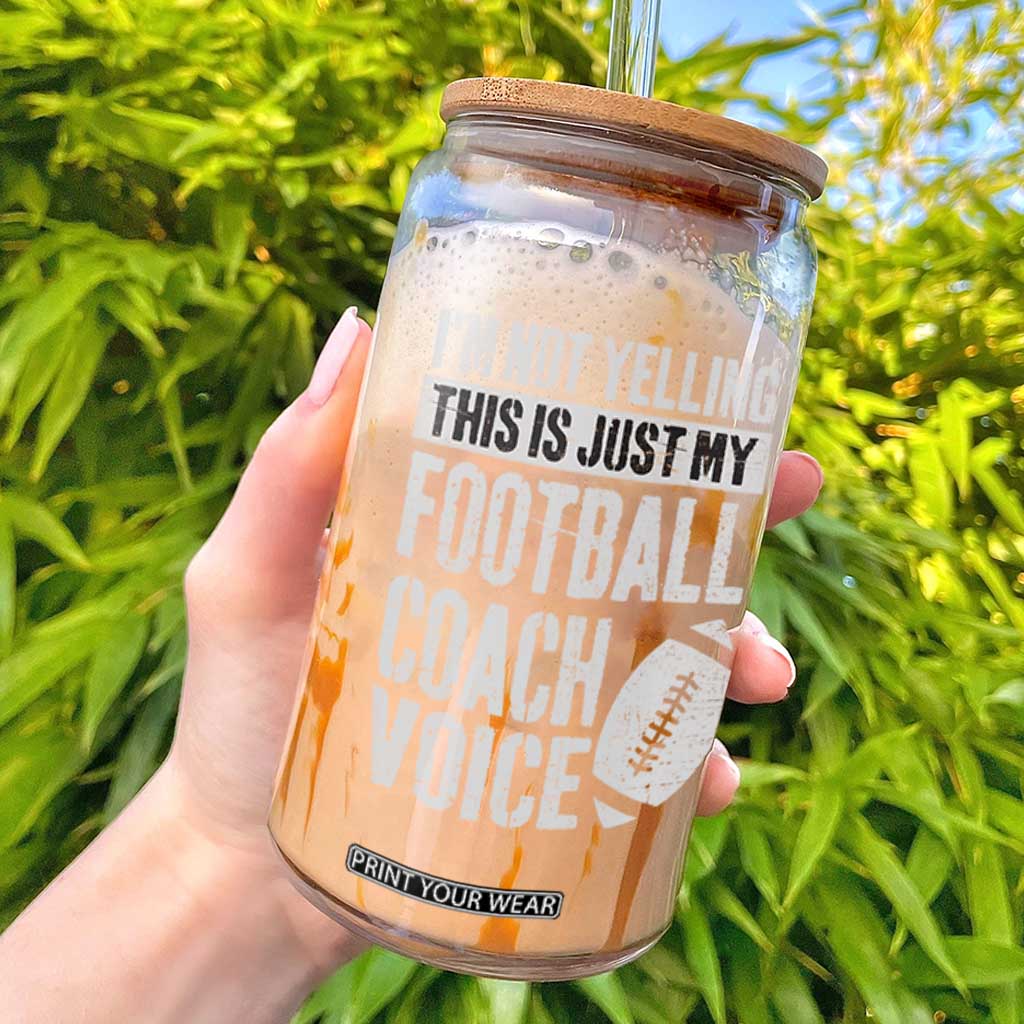 I'M NOT YELLING
THIS IS JUST MY
FOOTBALL
COACH
VOICE
PRINT YOUR WEAR